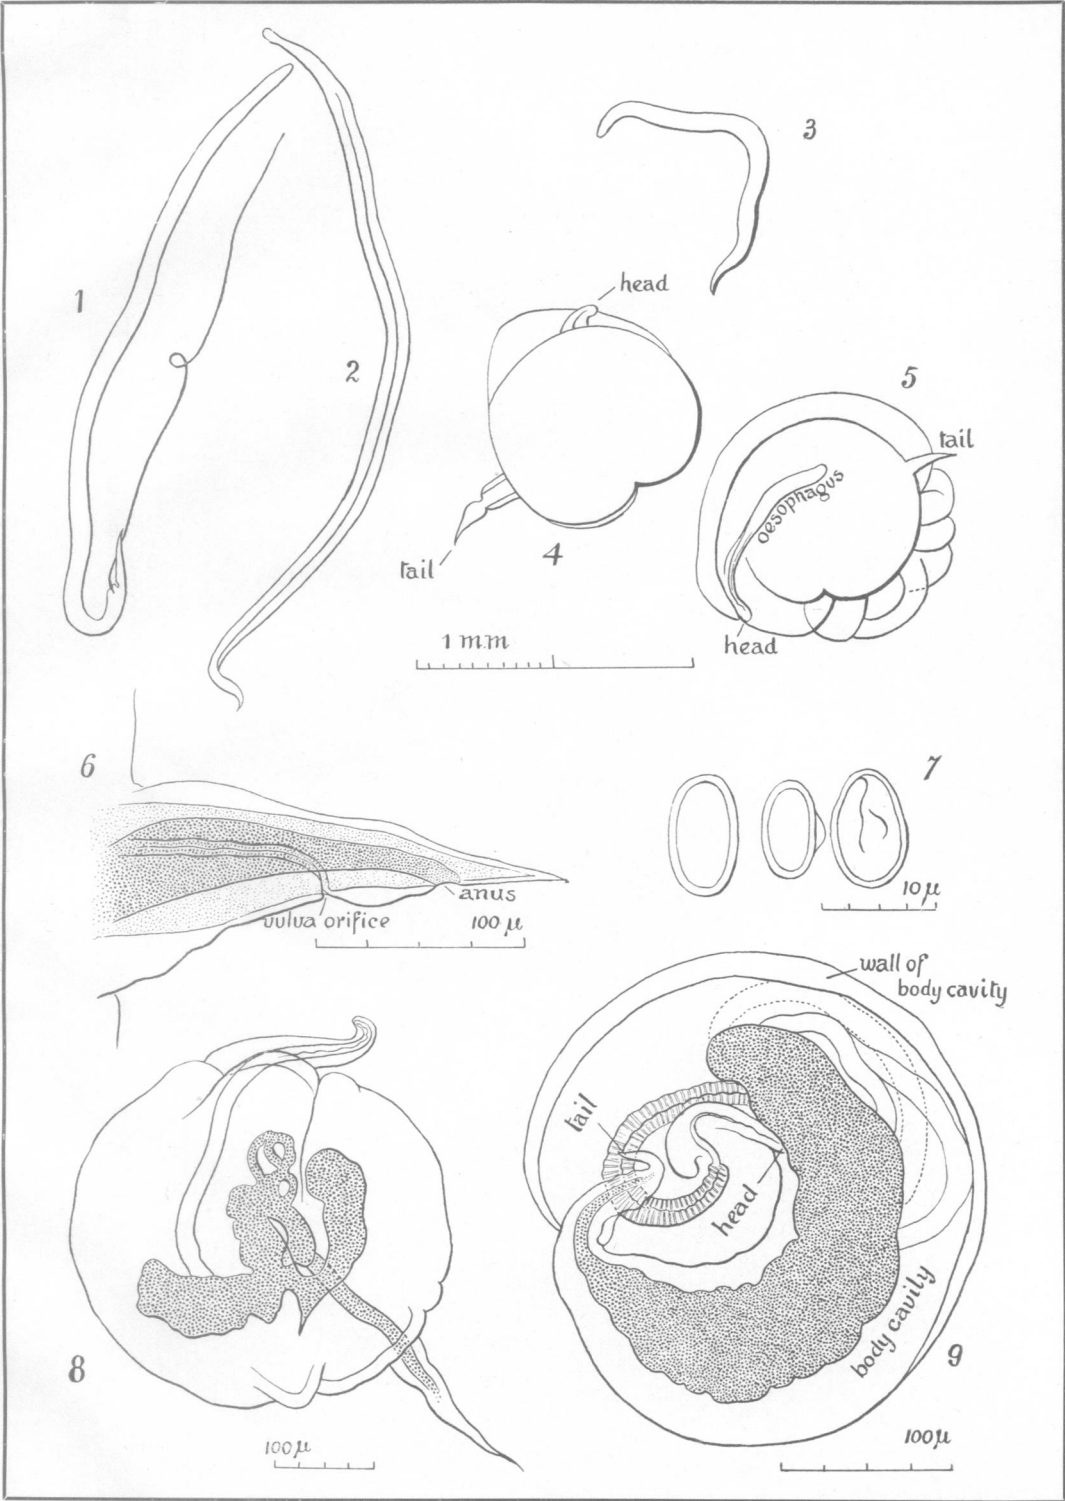 1
2
3
head
4
tail
5
tail
oesophagus
head
1 m.m
6
anus
vulva orifice
100 µ
7
10 µ
wall of
body cavity
8
100 µ
tail
head
body cavity
9
100 µ